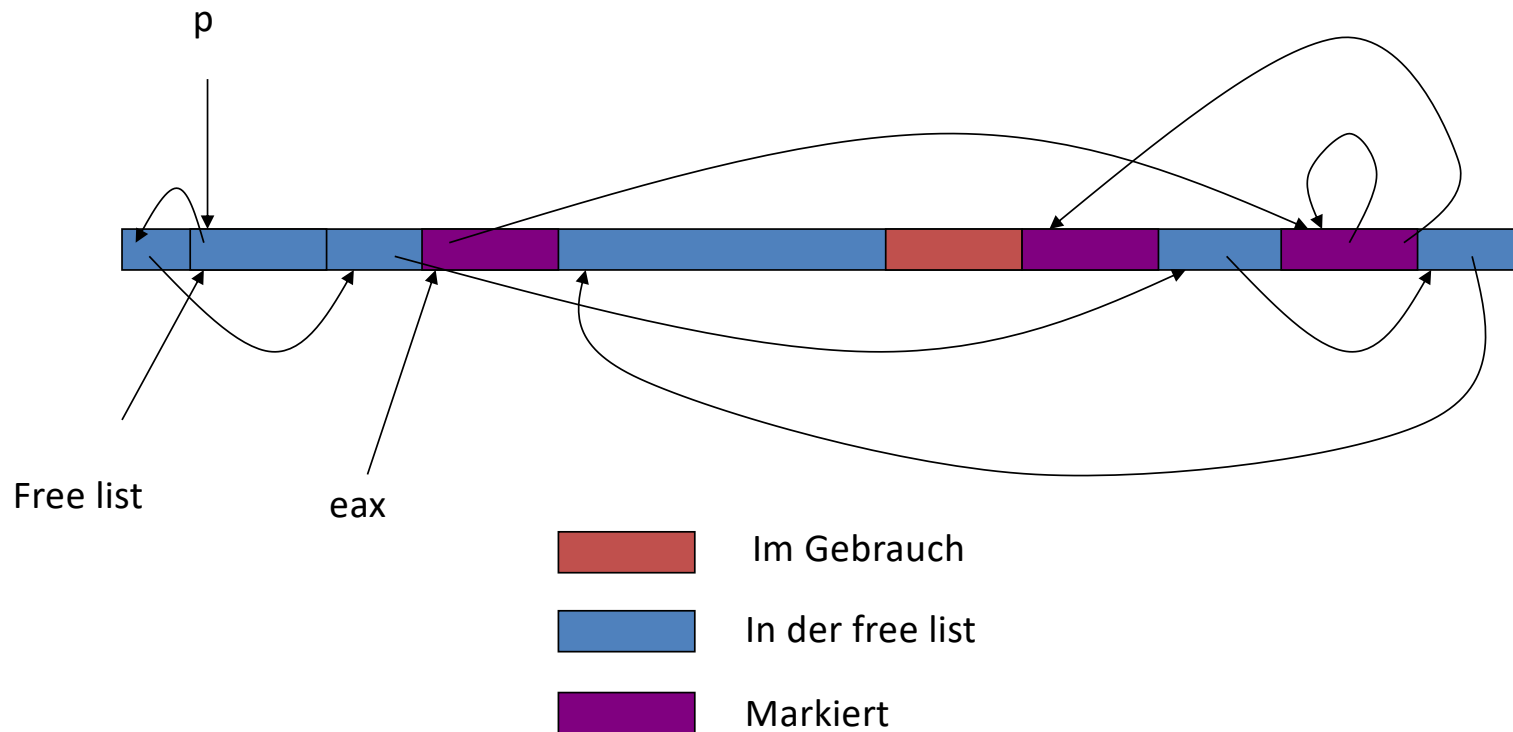 p
Free list
eax
Im Gebrauch
In der free list
Markiert